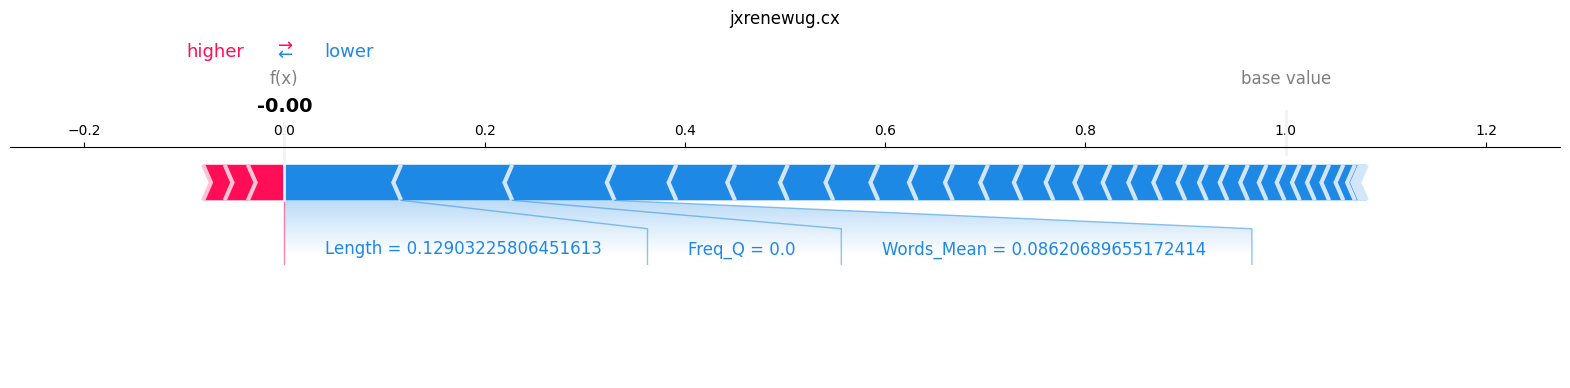 jxrenewug.cx
higher → ← lower
f(x) base value
-0.00
−0.2 0.0 0.2 0.4 0.6 0.8 1.0 1.2
Length = 0.12903225806451613 Freq_Q = 0.0 Words_Mean = 0.08620689655172414